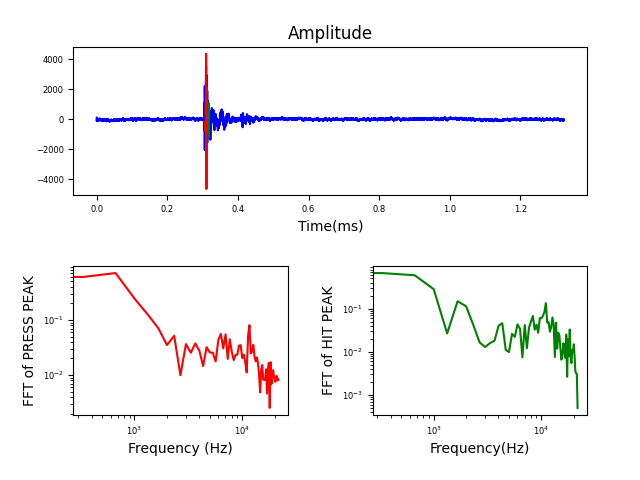 Amplitude
4000
2000
0
−2000
−4000
0.0 0.2 0.4 0.6 0.8 1.0 1.2
Time(ms)
FFT of PRESS PEAK
10⁻¹
10⁻²
10³ 10⁴
Frequency (Hz)
FFT of HIT PEAK
10⁻¹
10⁻²
10⁻³
10³ 10⁴
Frequency(Hz)